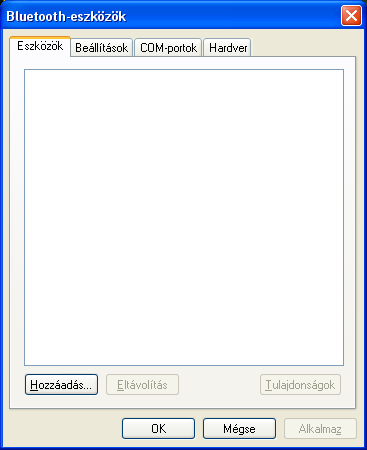 Bluetooth-eszközök
Eszközök Beállítások COM-portok Hardver
Hozzáadás... Eltávolítás Tulajdonságok
OK Mégse Alkalmaz